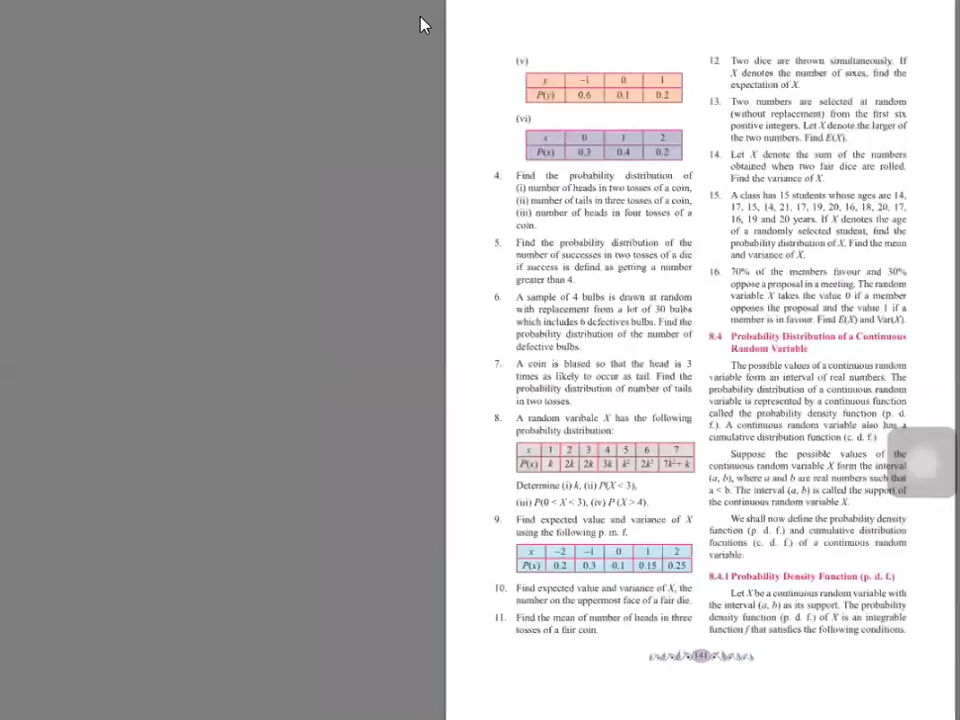 (v)
x −1 0 1
P(x) 0.6 0.1 0.2
(vi)
x 0 1 2
P(x) 0.3 0.4 0.2
4. Find the probability distribution of
(i) number of heads in two tosses of a coin,
(ii) number of tails in three tosses of a coin,
(iii) number of heads in four tosses of a
coin.
5. Find the probability distribution of the
number of successes in two tosses of a die
if success is defind as getting a number
greater than 4.
6. A sample of 4 bulbs is drawn at random
with replacement from a lot of 30 bulbs
which includes 6 defectives bulbs. Find the
probability distribution of the number of
defective bulbs.
7. A coin is biased so that the head is 3
times as likely to occur as tail. Find the
probability distribution of number of tails
in two tosses.
8. A random varibale X has the following
probability distribution:
x 1 2 3 4 5 6 7
P(x) k 2k 2k 3k k² 2k² 7k²+ k
Determine (i) k, (ii) P(X < 3),
(iii) P(0 < X < 3), (iv) P (X > 4).
9. Find expected value and variance of X
using the following p. m. f.
x −2 −1 0 1 2
P(x) 0.2 0.3 0.1 0.15 0.25
10. Find expected value and variance of X, the
number on the uppermost face of a fair die.
11. Find the mean of number of heads in three
tosses of a fair coin.
141
12. Two dice are thrown simultaneously. If
X denotes the number of sixes, find the
expectation of X.
13. Two numbers are selected at random
(without replacement) from the first six
positive integers. Let X denote the larger of
the two numbers. Find E(X).
14. Let X denote the sum of the numbers
obtained when two fair dice are rolled.
Find the variance of X.
15. A class has 15 students whose ages are 14,
17, 15, 14, 21, 17, 19, 20, 16, 18, 20, 17,
16, 19 and 20 years. If X denotes the age
of a randomly selected student, find the
probability distribution of X. Find the mean
and variance of X.
16. 70% of the members favour and 30%
oppose a proposal in a meeting. The random
variable X takes the value 0 if a member
opposes the proposal and the value 1 if a
member is in favour. Find E(X) and Var(X).
8.4 Probability Distribution of a Continuous
Random Variable
The possible values of a continuous random
variable form an interval of real numbers. The
probability distribution of a continuous random
variable is represented by a continuous function
called the probability density function (p. d.
f.). A continuous random variable also has a
cumulative distribution function (c. d. f.)
Suppose the possible values of the
continuous random variable X form the interval
(a, b), where a and b are real numbers such that
a < b. The interval (a, b) is called the support of
the continuous random variable X.
We shall now define the probability density
function (p. d. f.) and cumulative distribution
fucntions (c. d. f.) of a continuous random
variable.
8.4.1 Probability Density Function (p. d. f.)
Let X be a continuous random variable with
the interval (a, b) as its support. The probability
density function (p. d. f.) of X is an integrable
function f that satisfies the following conditions.